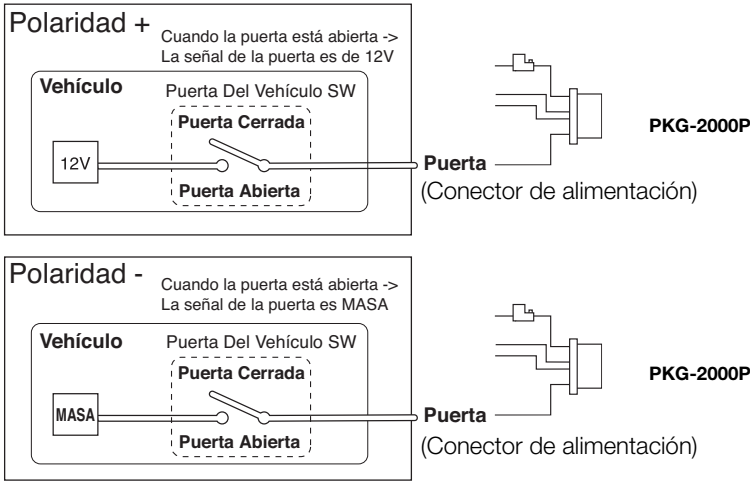 Polaridad +
Cuando la puerta está abierta ->
La señal de la puerta es de 12V
Vehículo
Puerta Del Vehículo SW
Puerta Cerrada
12V
Puerta Abierta
Puerta
(Conector de alimentación)
PKG-2000P
Polaridad -
Cuando la puerta está abierta ->
La señal de la puerta es MASA
Vehículo
Puerta Del Vehículo SW
Puerta Cerrada
MASA
Puerta Abierta
Puerta
(Conector de alimentación)
PKG-2000P